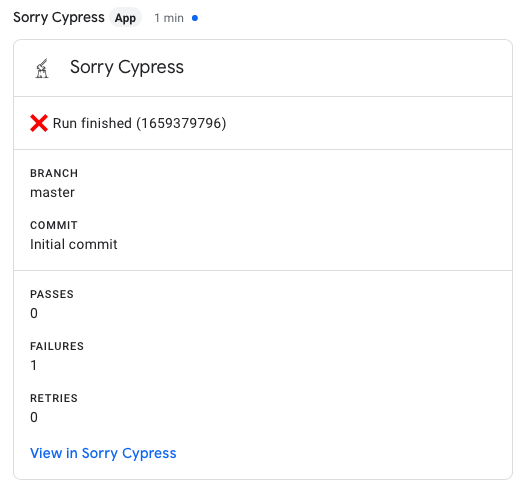 Sorry Cypress App 1 min
Sorry Cypress
Run finished (1659379796)
BRANCH
master
COMMIT
Initial commit
PASSES
0
FAILURES
1
RETRIES
0
View in Sorry Cypress